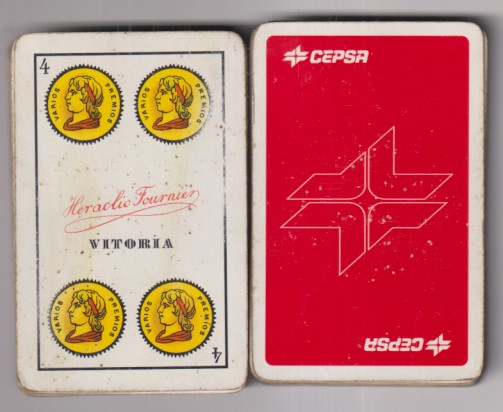 4
VARIOS PREMIOS
VARIOS PREMIOS
Heraclio Fournier
VITORIA
VARIOS PREMIOS
VARIOS PREMIOS
4
CEPSA
CEPSA